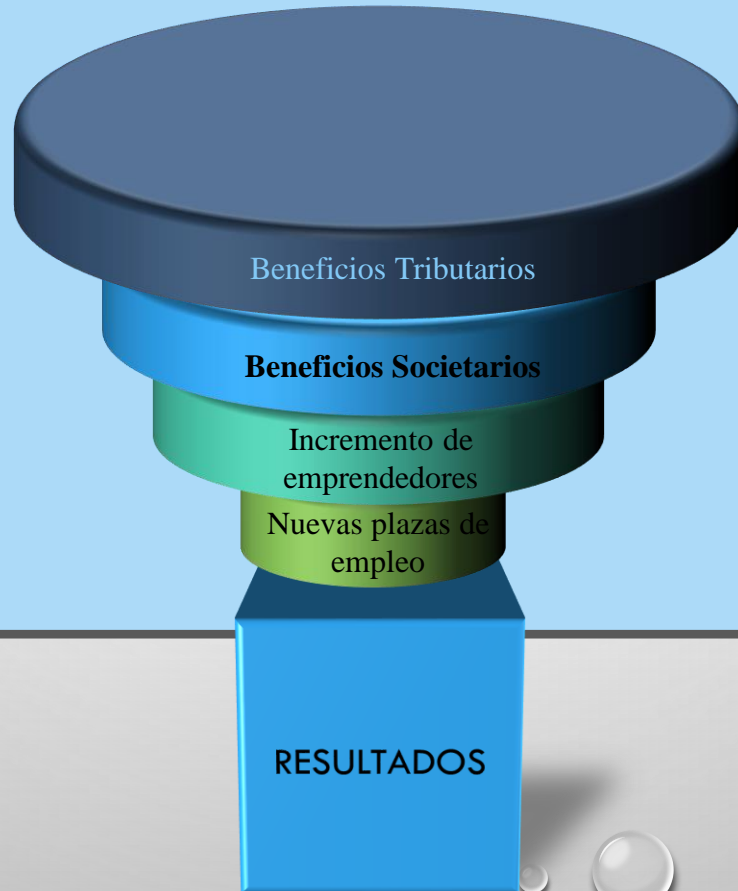 Beneficios Tributarios
Beneficios Societarios
Incremento de
emprendedores
Nuevas plazas de
empleo
RESULTADOS